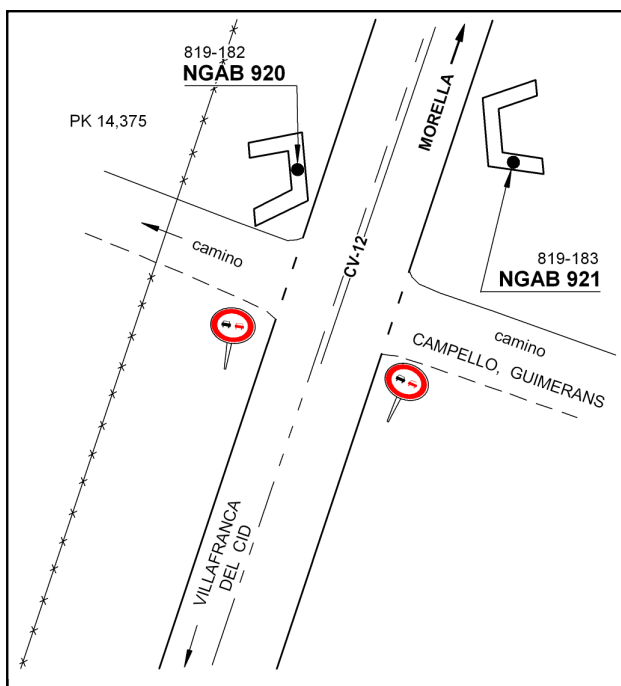 819-182
NGAB 920
PK 14,375
MORELLA
camino
CV-12
819-183
NGAB 921
camino
CAMPELLO, GUIMERANS
VILLAFRANCA
DEL CID